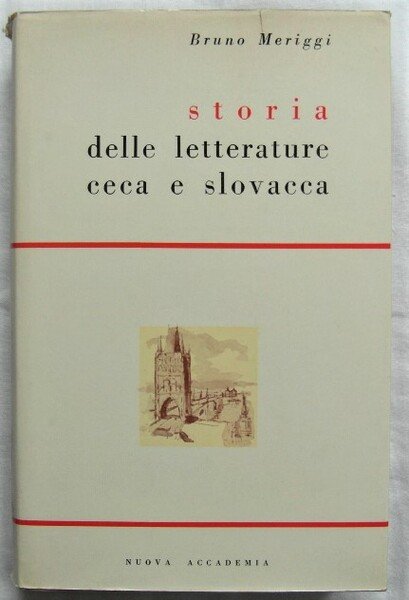 Bruno Meriggi
storia
delle letterature
ceca e slovacca
NUOVA ACCADEMIA